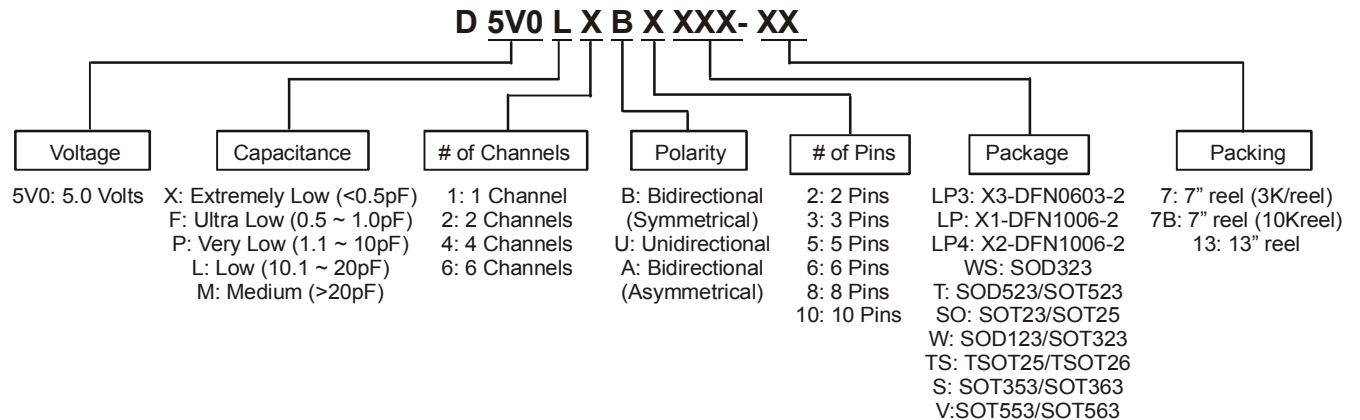 D 5V0 L X B X XXX- XX
Voltage
5V0: 5.0 Volts
Capacitance
X: Extremely Low (<0.5pF)
F: Ultra Low (0.5 ~ 1.0pF)
P: Very Low (1.1 ~ 10pF)
L: Low (10.1 ~ 20pF)
M: Medium (>20pF)
# of Channels
1: 1 Channel
2: 2 Channels
4: 4 Channels
6: 6 Channels
Polarity
B: Bidirectional
(Symmetrical)
U: Unidirectional
A: Bidirectional
(Asymmetrical)
# of Pins
2: 2 Pins
3: 3 Pins
5: 5 Pins
6: 6 Pins
8: 8 Pins
10: 10 Pins
Package
LP3: X3-DFN0603-2
LP: X1-DFN1006-2
LP4: X2-DFN1006-2
WS: SOD323
T: SOD523/SOT523
SO: SOT23/SOT25
W: SOD123/SOT323
TS: TSOT25/TSOT26
S: SOT353/SOT363
V:SOT553/SOT563
Packing
7: 7” reel (3K/reel)
7B: 7” reel (10Kreel)
13: 13” reel